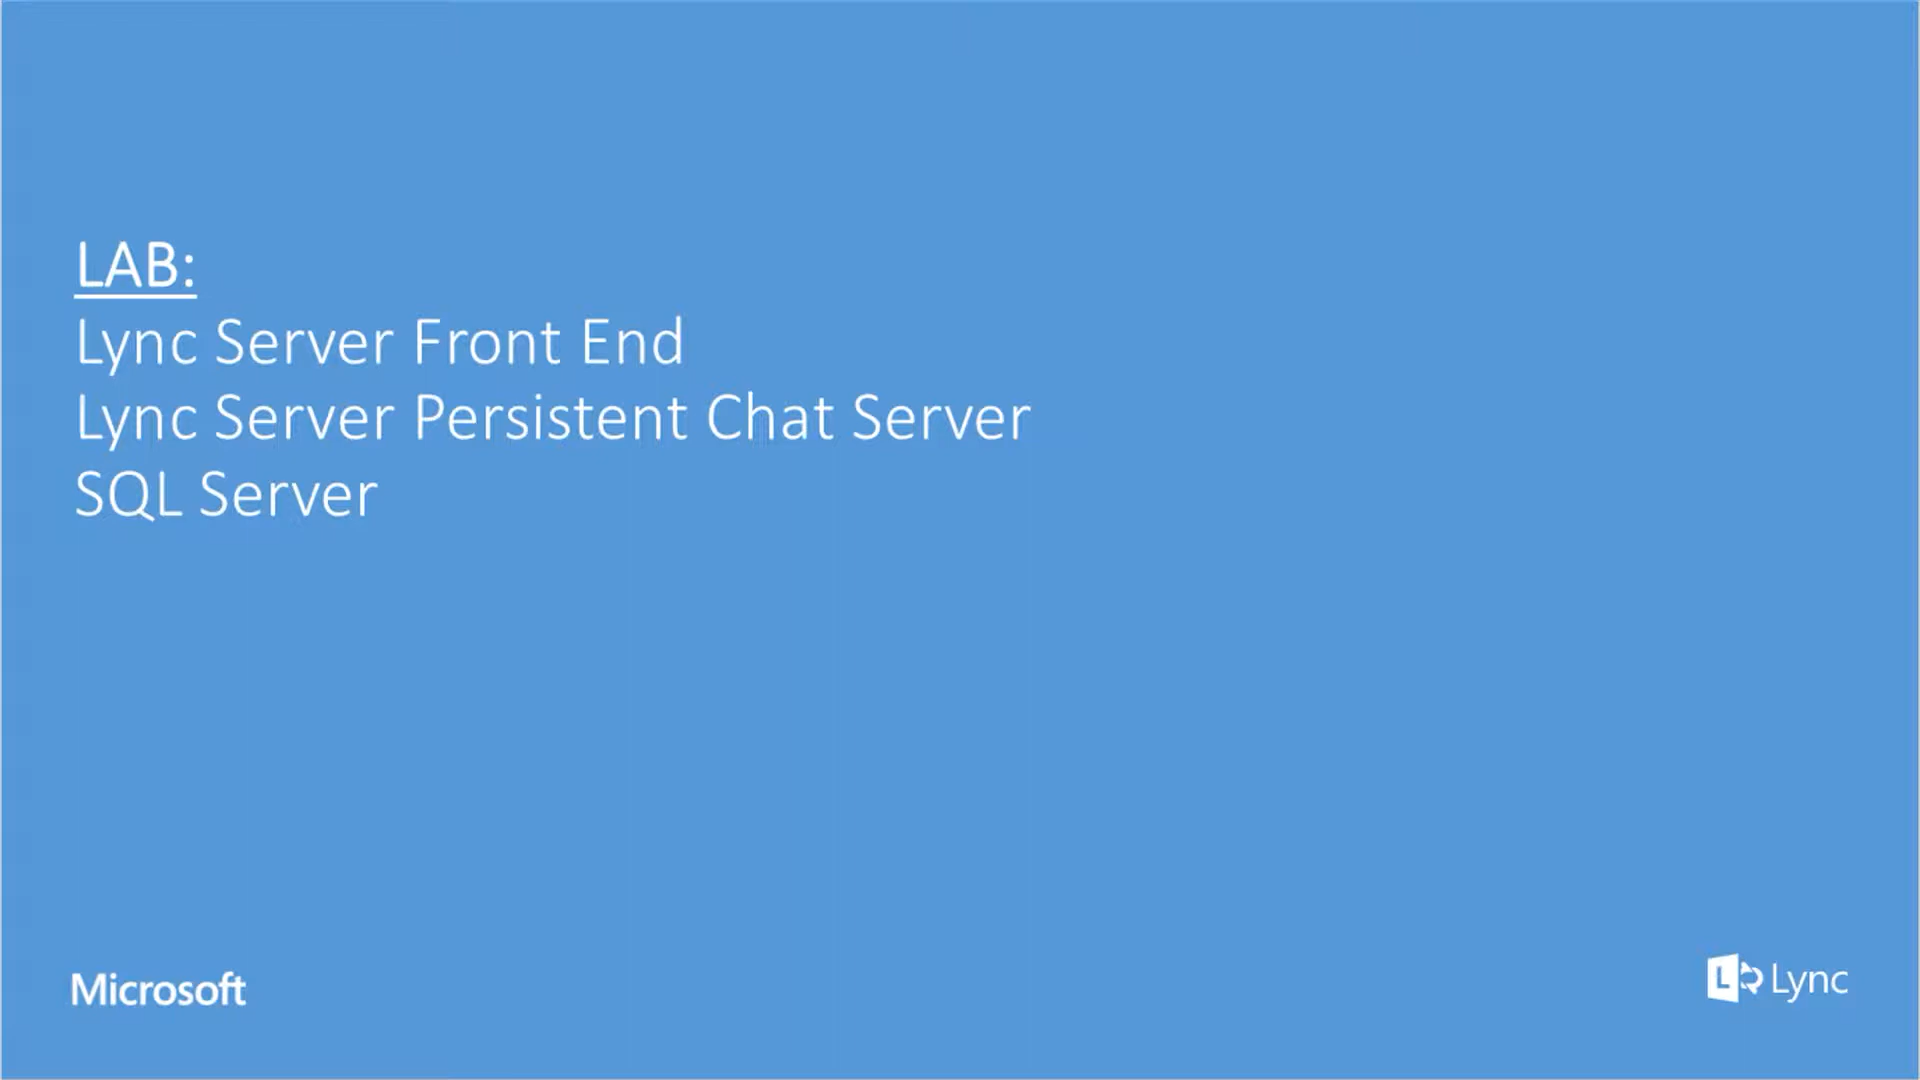 LAB:
Lync Server Front End
Lync Server Persistent Chat Server
SQL Server
Microsoft
L Lync